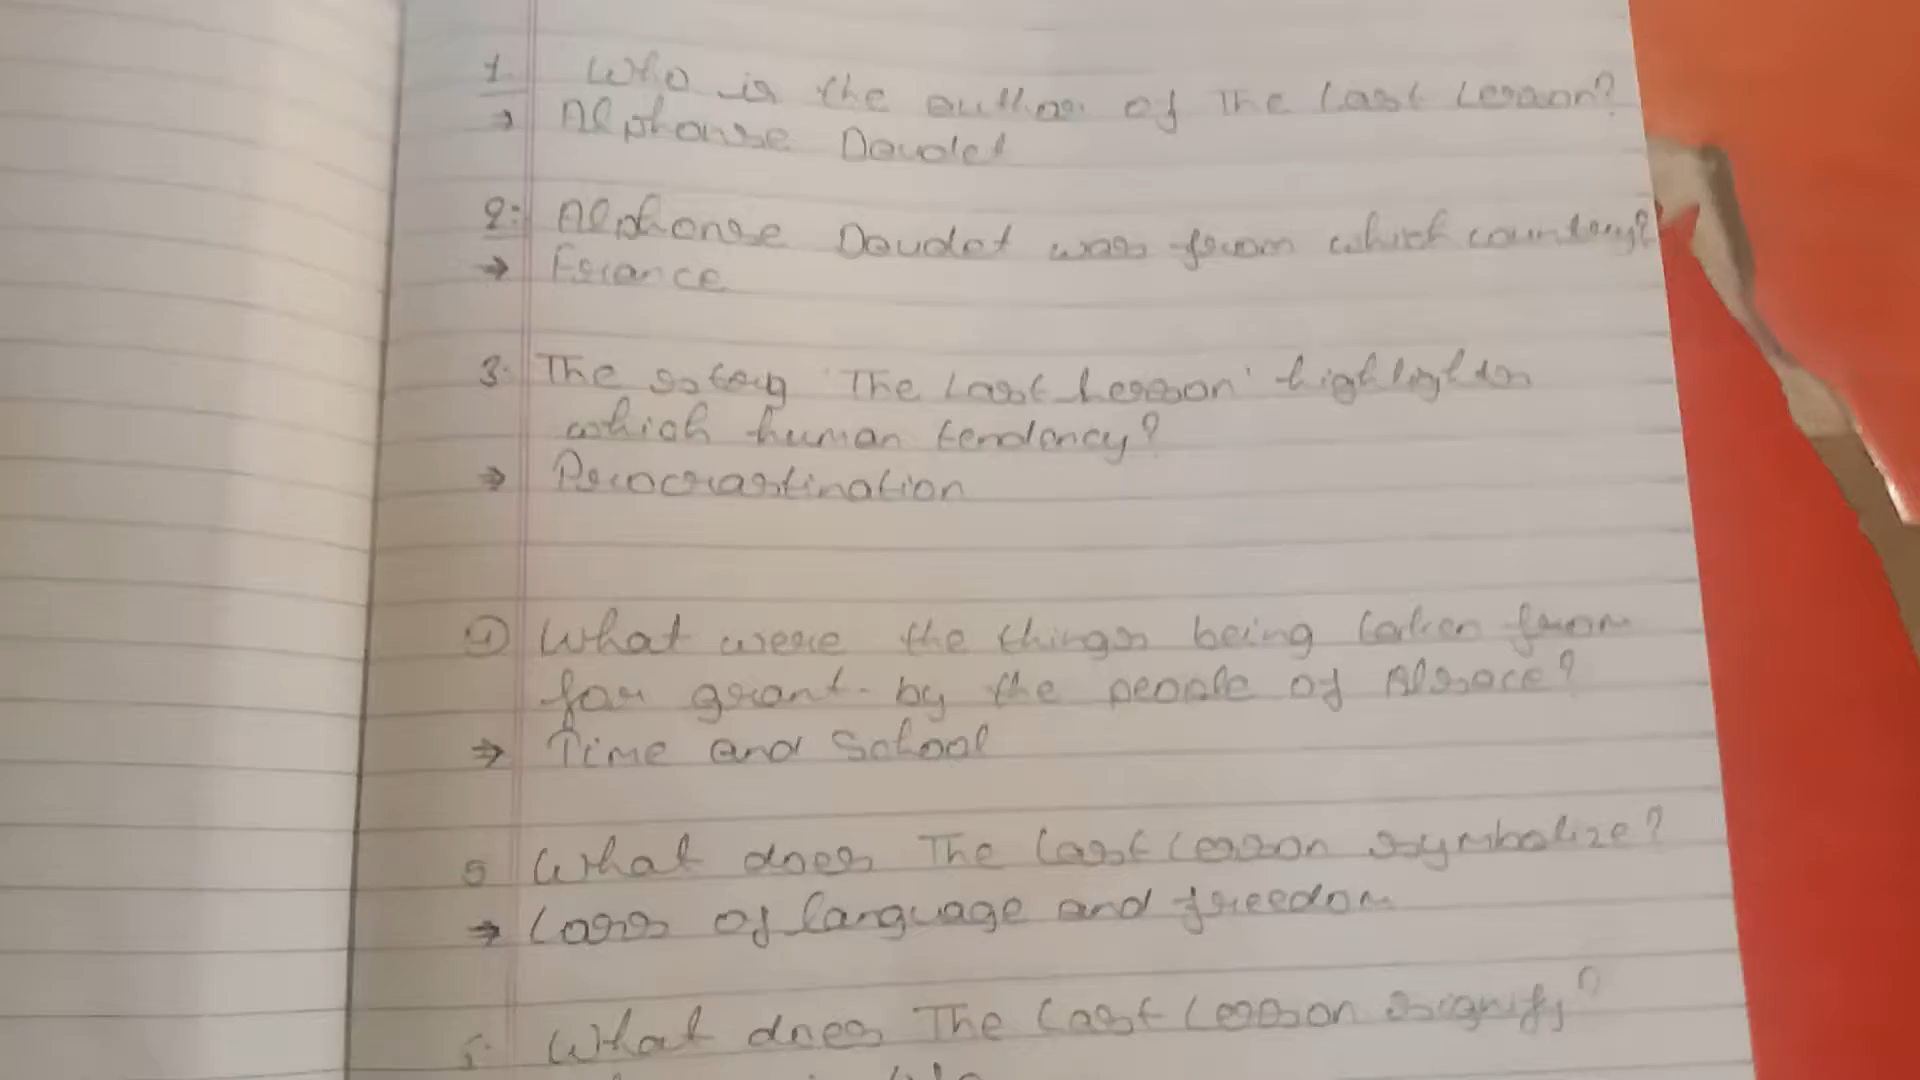 1. Who is the author of The Last Lesson?
→ Alphonse Daudet
2: Alphonse Daudet was from which country?
→ France
3. The story 'The Last Lesson' highlights
which human tendency?
→ Procrastination
4 What were the things being taken from
for grant by the people of Alsace?
→ Time and School
5 What does The Last Lesson symbolize?
→ Loss of language and freedom
What does The Last Lesson signify?